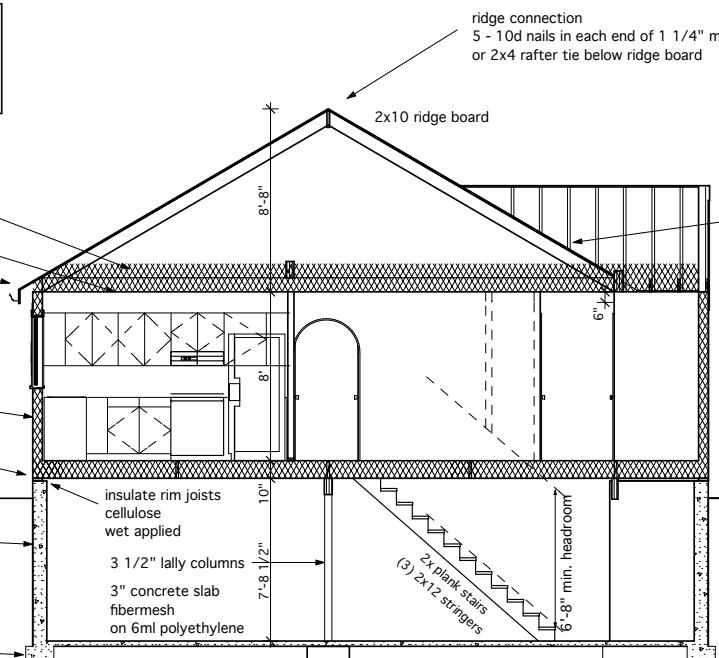 ridge connection
5 - 10d nails in each end of 1 1/4"
or 2x4 rafter tie below ridge board
2x10 ridge board
8'-8"
6"
8'
10"
insulate rim joists
cellulose
wet applied
3 1/2" lally columns
7'-8 1/2"
3" concrete slab
fibermesh
on 6ml polyethylene
2x plank stairs
(3) 2x12 stringers
6'-8" min. headroom